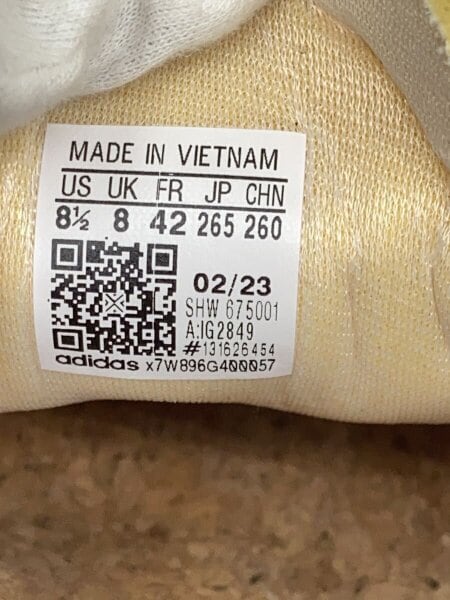 MADE IN VIETNAM
US UK FR JP CHN
8½ 8 42 265 260
02/23
SHW 675001
A:IG2849
#131626454
adidas x7W896G400057